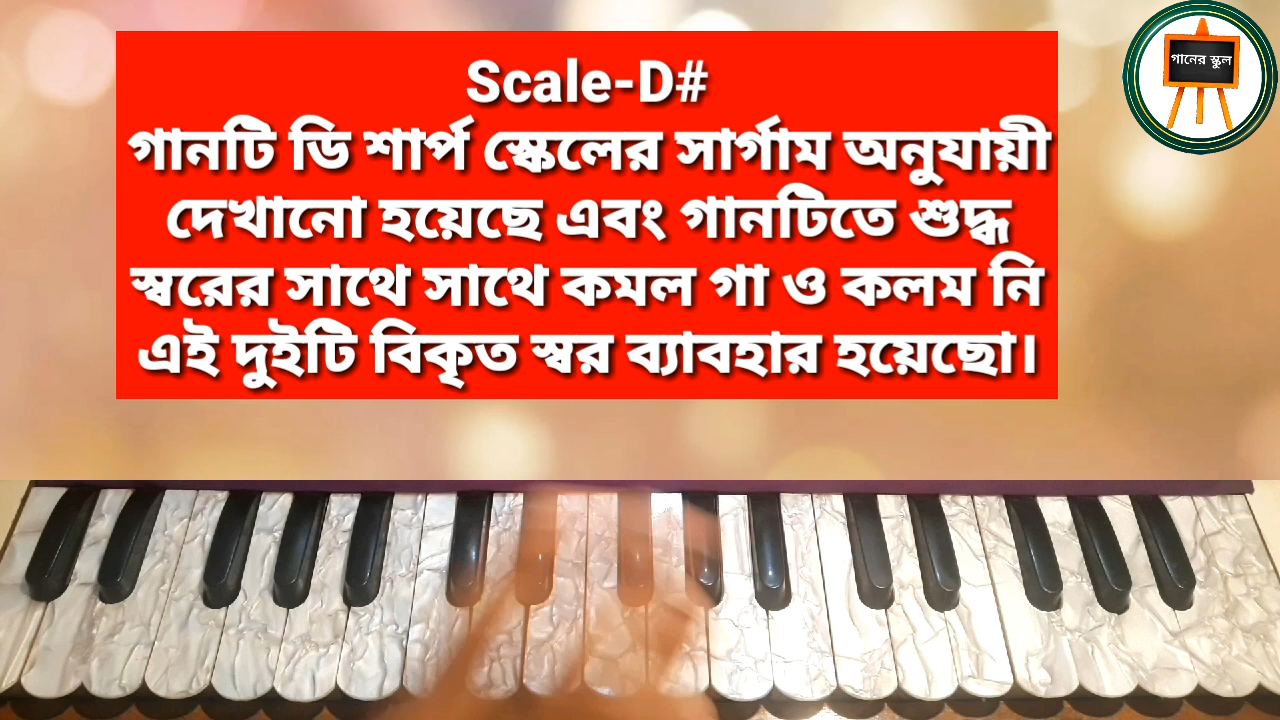 Scale-D#
গানটি ডি শার্প স্কেলের সার্গাম অনুযায়ী
দেখানো হয়েছে এবং গানটিতে শুদ্ধ
স্বরের সাথে সাথে কমল গা ও কলম নি
এই দুইটি বিকৃত স্বর ব্যাবহার হয়েছো।
গানের স্কুল